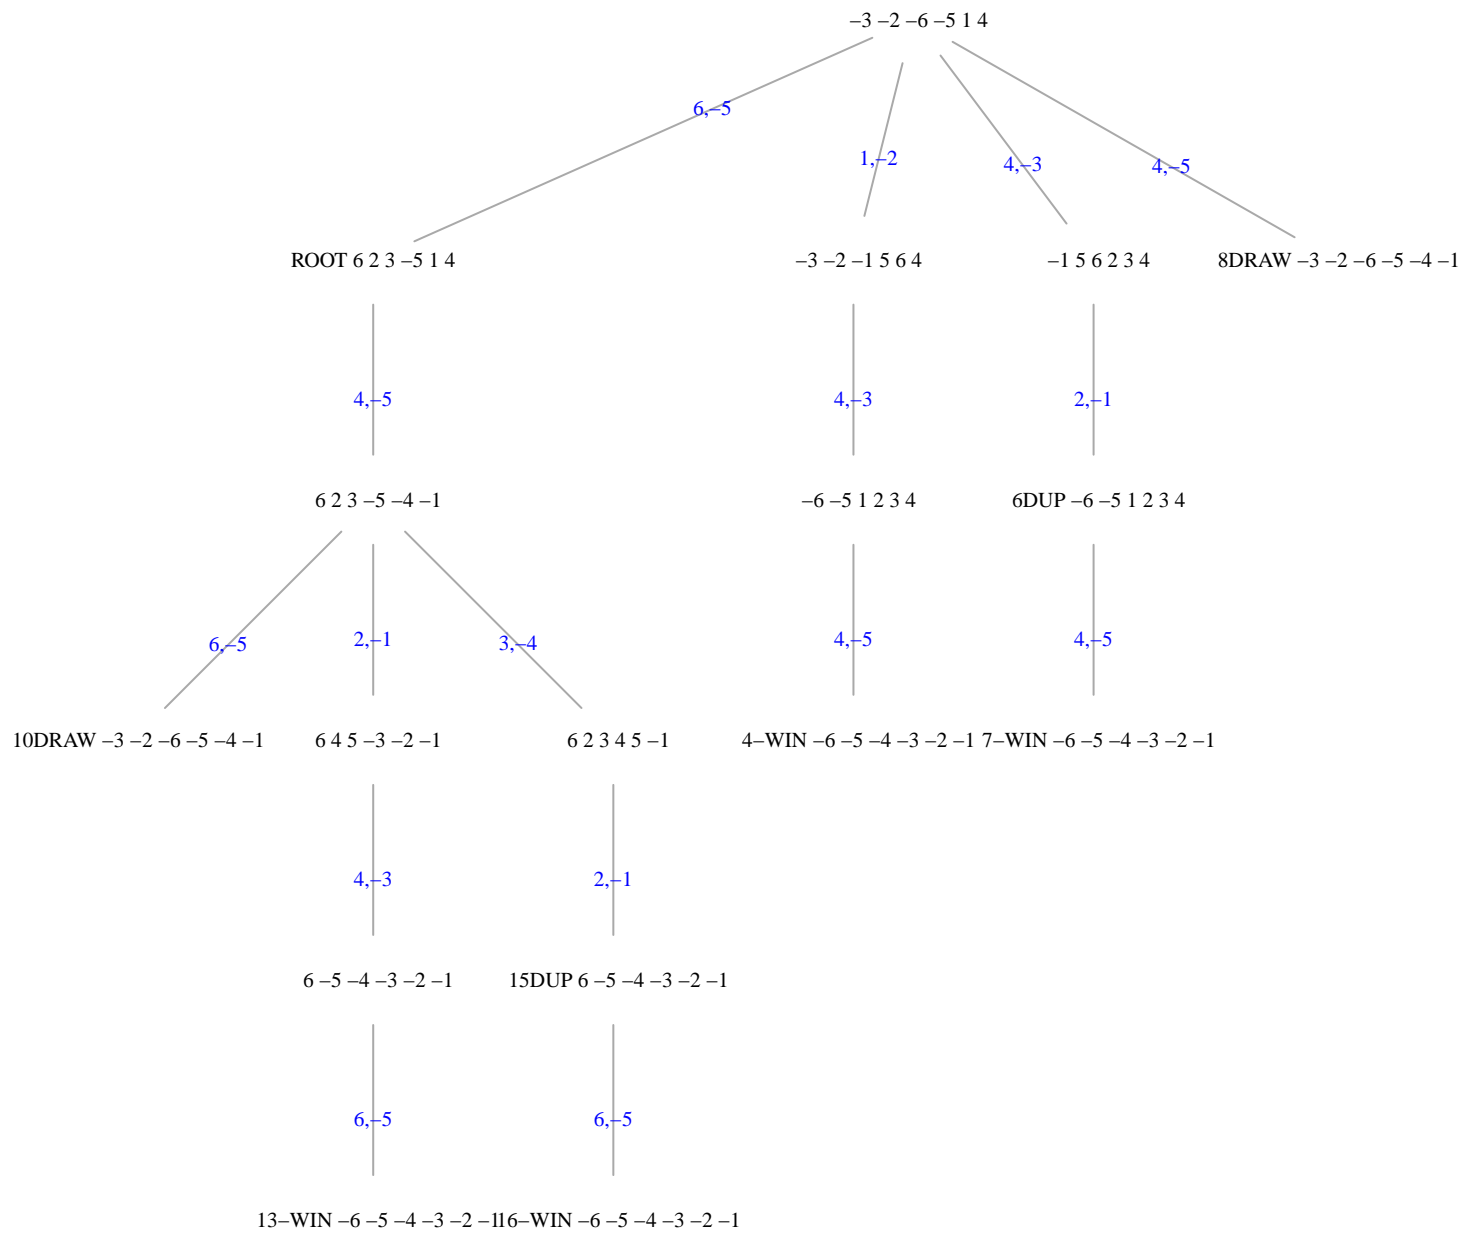 –3 –2 –6 –5 1 4
6,–5
1,–2
4,–3
4,–5
ROOT 6 2 3 –5 1 4
–3 –2 –1 5 6 4
–1 5 6 2 3 4
8DRAW –3 –2 –6 –5 –4 –1
4,–5
4,–3
2,–1
6 2 3 –5 –4 –1
–6 –5 1 2 3 4
6DUP –6 –5 1 2 3 4
6,–5
2,–1
3,–4
4,–5
4,–5
10DRAW –3 –2 –6 –5 –4 –1
6 4 5 –3 –2 –1
6 2 3 4 5 –1
4–WIN –6 –5 –4 –3 –2 –1
7–WIN –6 –5 –4 –3 –2 –1
4,–3
2,–1
6 –5 –4 –3 –2 –1
15DUP 6 –5 –4 –3 –2 –1
6,–5
6,–5
13–WIN –6 –5 –4 –3 –2 –1
16–WIN –6 –5 –4 –3 –2 –1